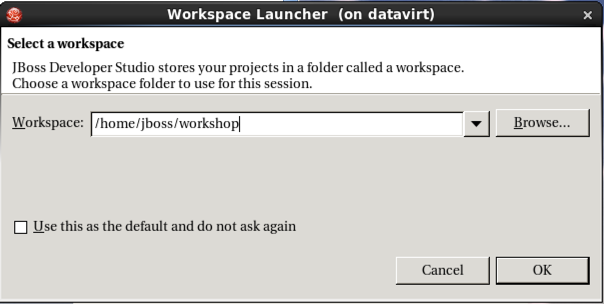 Workspace Launcher (on datavirt)
Select a workspace
JBoss Developer Studio stores your projects in a folder called a workspace.
Choose a workspace folder to use for this session.
Workspace: /home/jboss/workshop Browse...
Use this as the default and do not ask again
Cancel OK